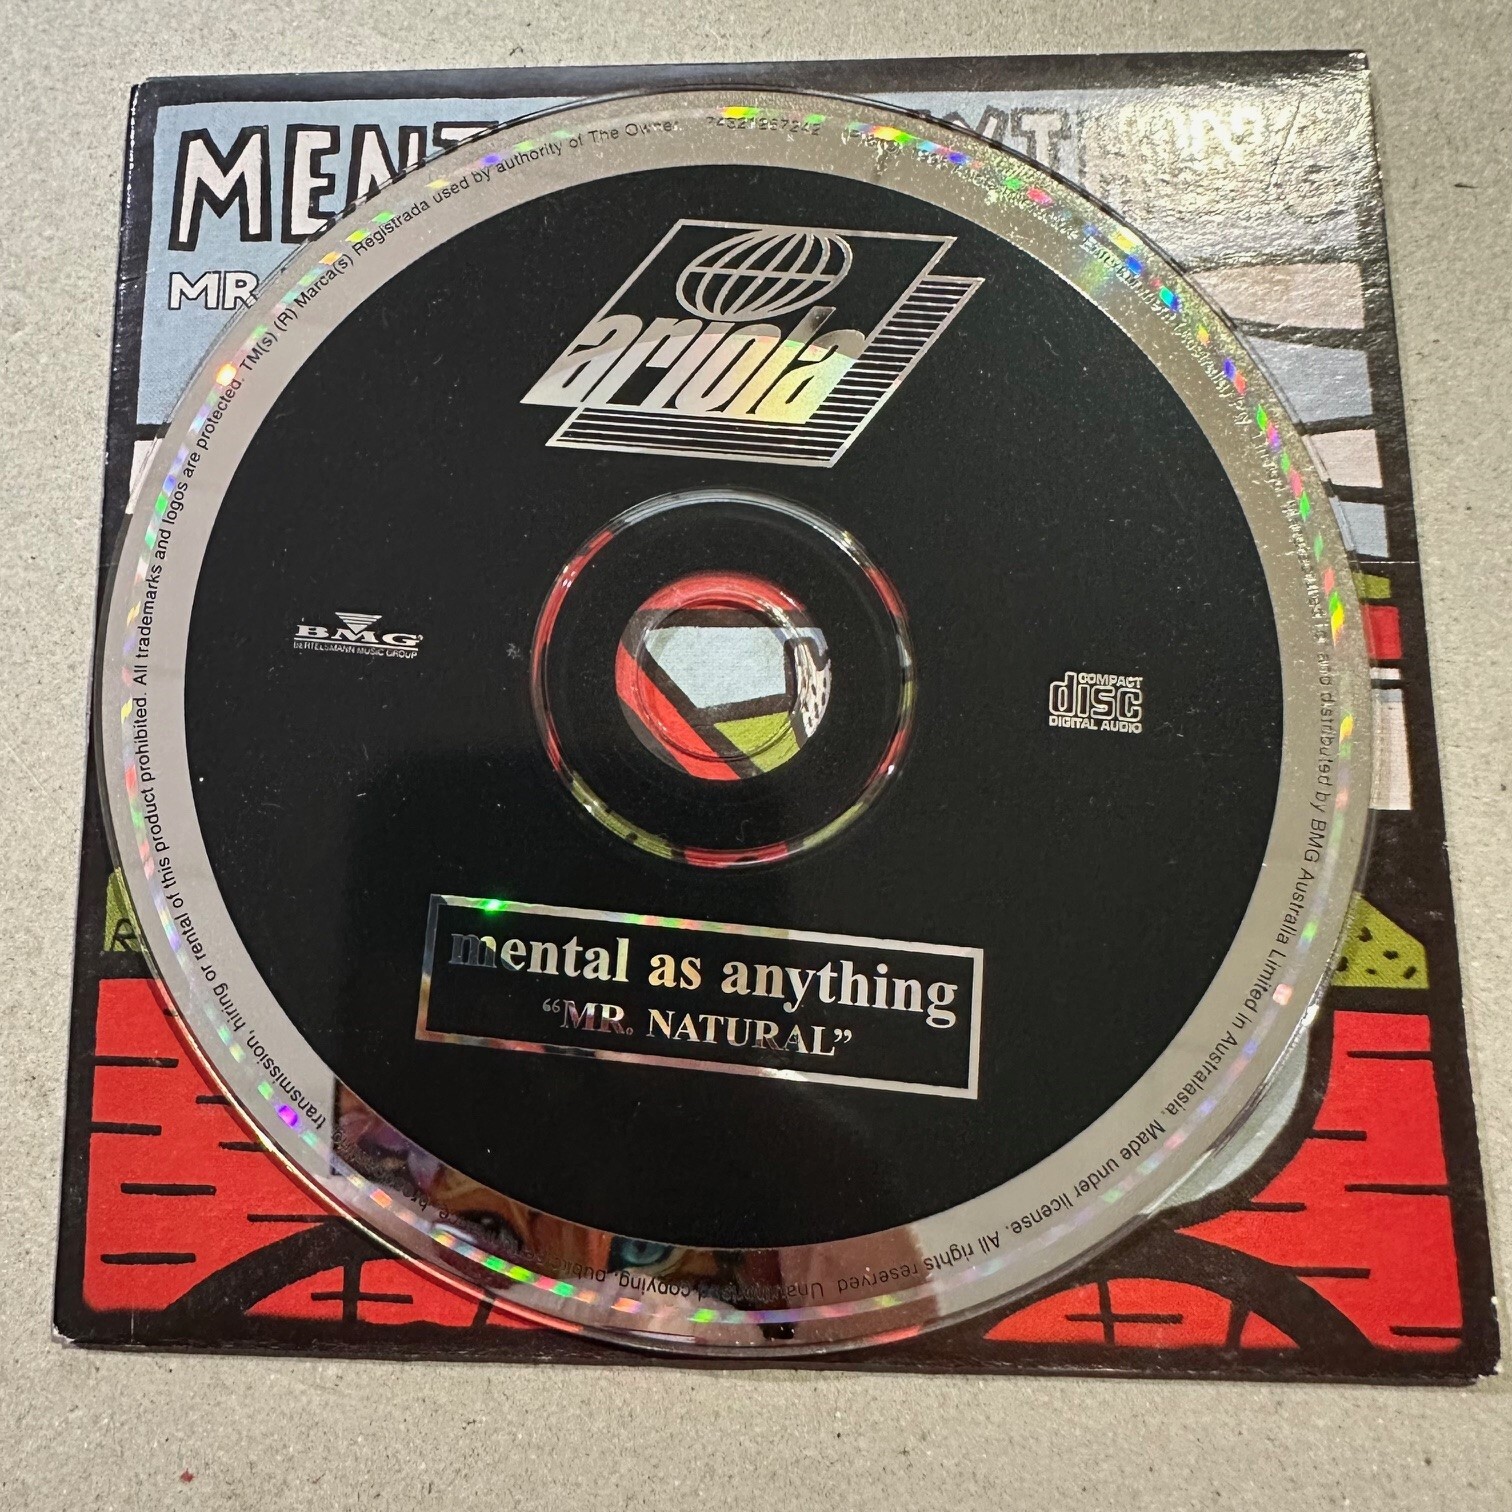 MENT
MR
ariola
BMG
BERTELSMANN MUSIC GROUP
COMPACT
disc
DIGITAL AUDIO
mental as anything
“MR. NATURAL”
and distributed by BMG Australia Limited in Australasia. Made under license. All rights reserved. Unauthorised copying, public
transmission, hiring or rental of this product prohibited. All trademarks and logos are protected. TM(s) (R) Marca(s) Registrada used by authority of The Owner.